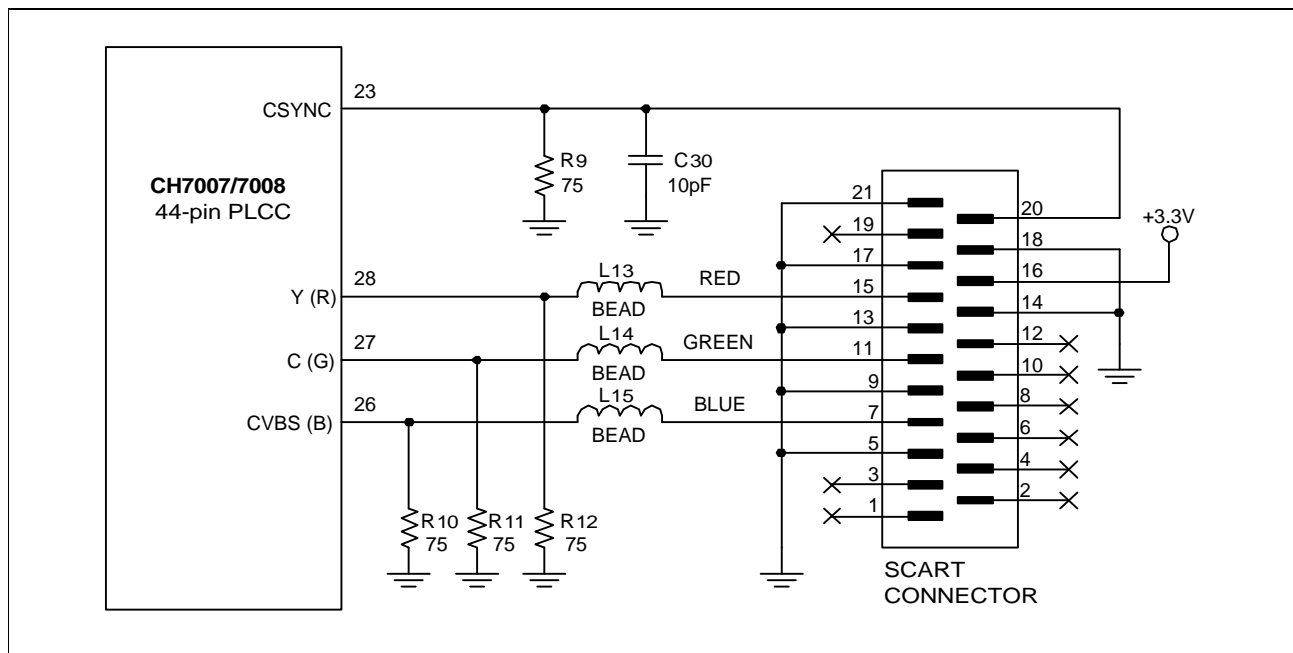 23
CSYNC
CH7007/7008
44-pin PLCC
R9
75
C30
10pF
28
Y (R)
L13
BEAD
RED
27
C (G)
L14
BEAD
GREEN
26
CVBS (B)
L15
BEAD
BLUE
R10
75
R11
75
R12
75
21
19
17
15
13
11
9
7
5
3
1
20
18
16
14
12
10
8
6
4
2
+3.3V
SCART
CONNECTOR